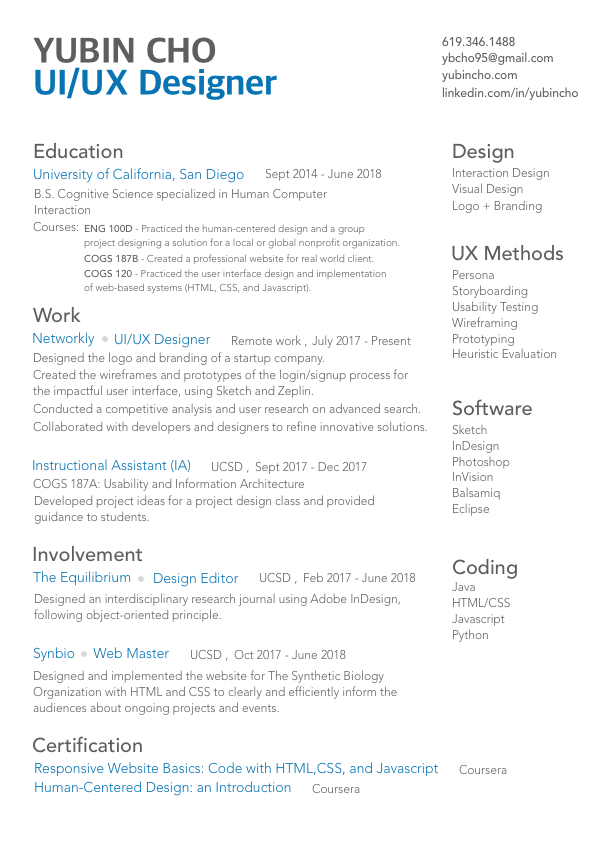 YUBIN CHO
UI/UX Designer
619.346.1488
ybcho95@gmail.com
yubincho.com
linkedin.com/in/yubincho
Education
University of California, San Diego Sept 2014 - June 2018
B.S. Cognitive Science specialized in Human Computer
Interaction
Courses: ENG 100D - Practiced the human-centered design and a group
project designing a solution for a local or global nonprofit organization.
COGS 187B - Created a professional website for real world client.
COGS 120 - Practiced the user interface design and implementation
of web-based systems (HTML, CSS, and Javascript).
Work
Networkly • UI/UX Designer Remote work , July 2017 - Present
Designed the logo and branding of a startup company.
Created the wireframes and prototypes of the login/signup process for
the impactful user interface, using Sketch and Zeplin.
Conducted a competitive analysis and user research on advanced search.
Collaborated with developers and designers to refine innovative solutions.
Instructional Assistant (IA) UCSD , Sept 2017 - Dec 2017
COGS 187A: Usability and Information Architecture
Developed project ideas for a project design class and provided
guidance to students.
Involvement
The Equilibrium • Design Editor UCSD , Feb 2017 - June 2018
Designed an interdisciplinary research journal using Adobe InDesign,
following object-oriented principle.
Synbio • Web Master UCSD , Oct 2017 - June 2018
Designed and implemented the website for The Synthetic Biology
Organization with HTML and CSS to clearly and efficiently inform the
audiences about ongoing projects and events.
Certification
Responsive Website Basics: Code with HTML,CSS, and Javascript Coursera
Human-Centered Design: an Introduction Coursera
Design
Interaction Design
Visual Design
Logo + Branding
UX Methods
Persona
Storyboarding
Usability Testing
Wireframing
Prototyping
Heuristic Evaluation
Software
Sketch
InDesign
Photoshop
InVision
Balsamiq
Eclipse
Coding
Java
HTML/CSS
Javascript
Python